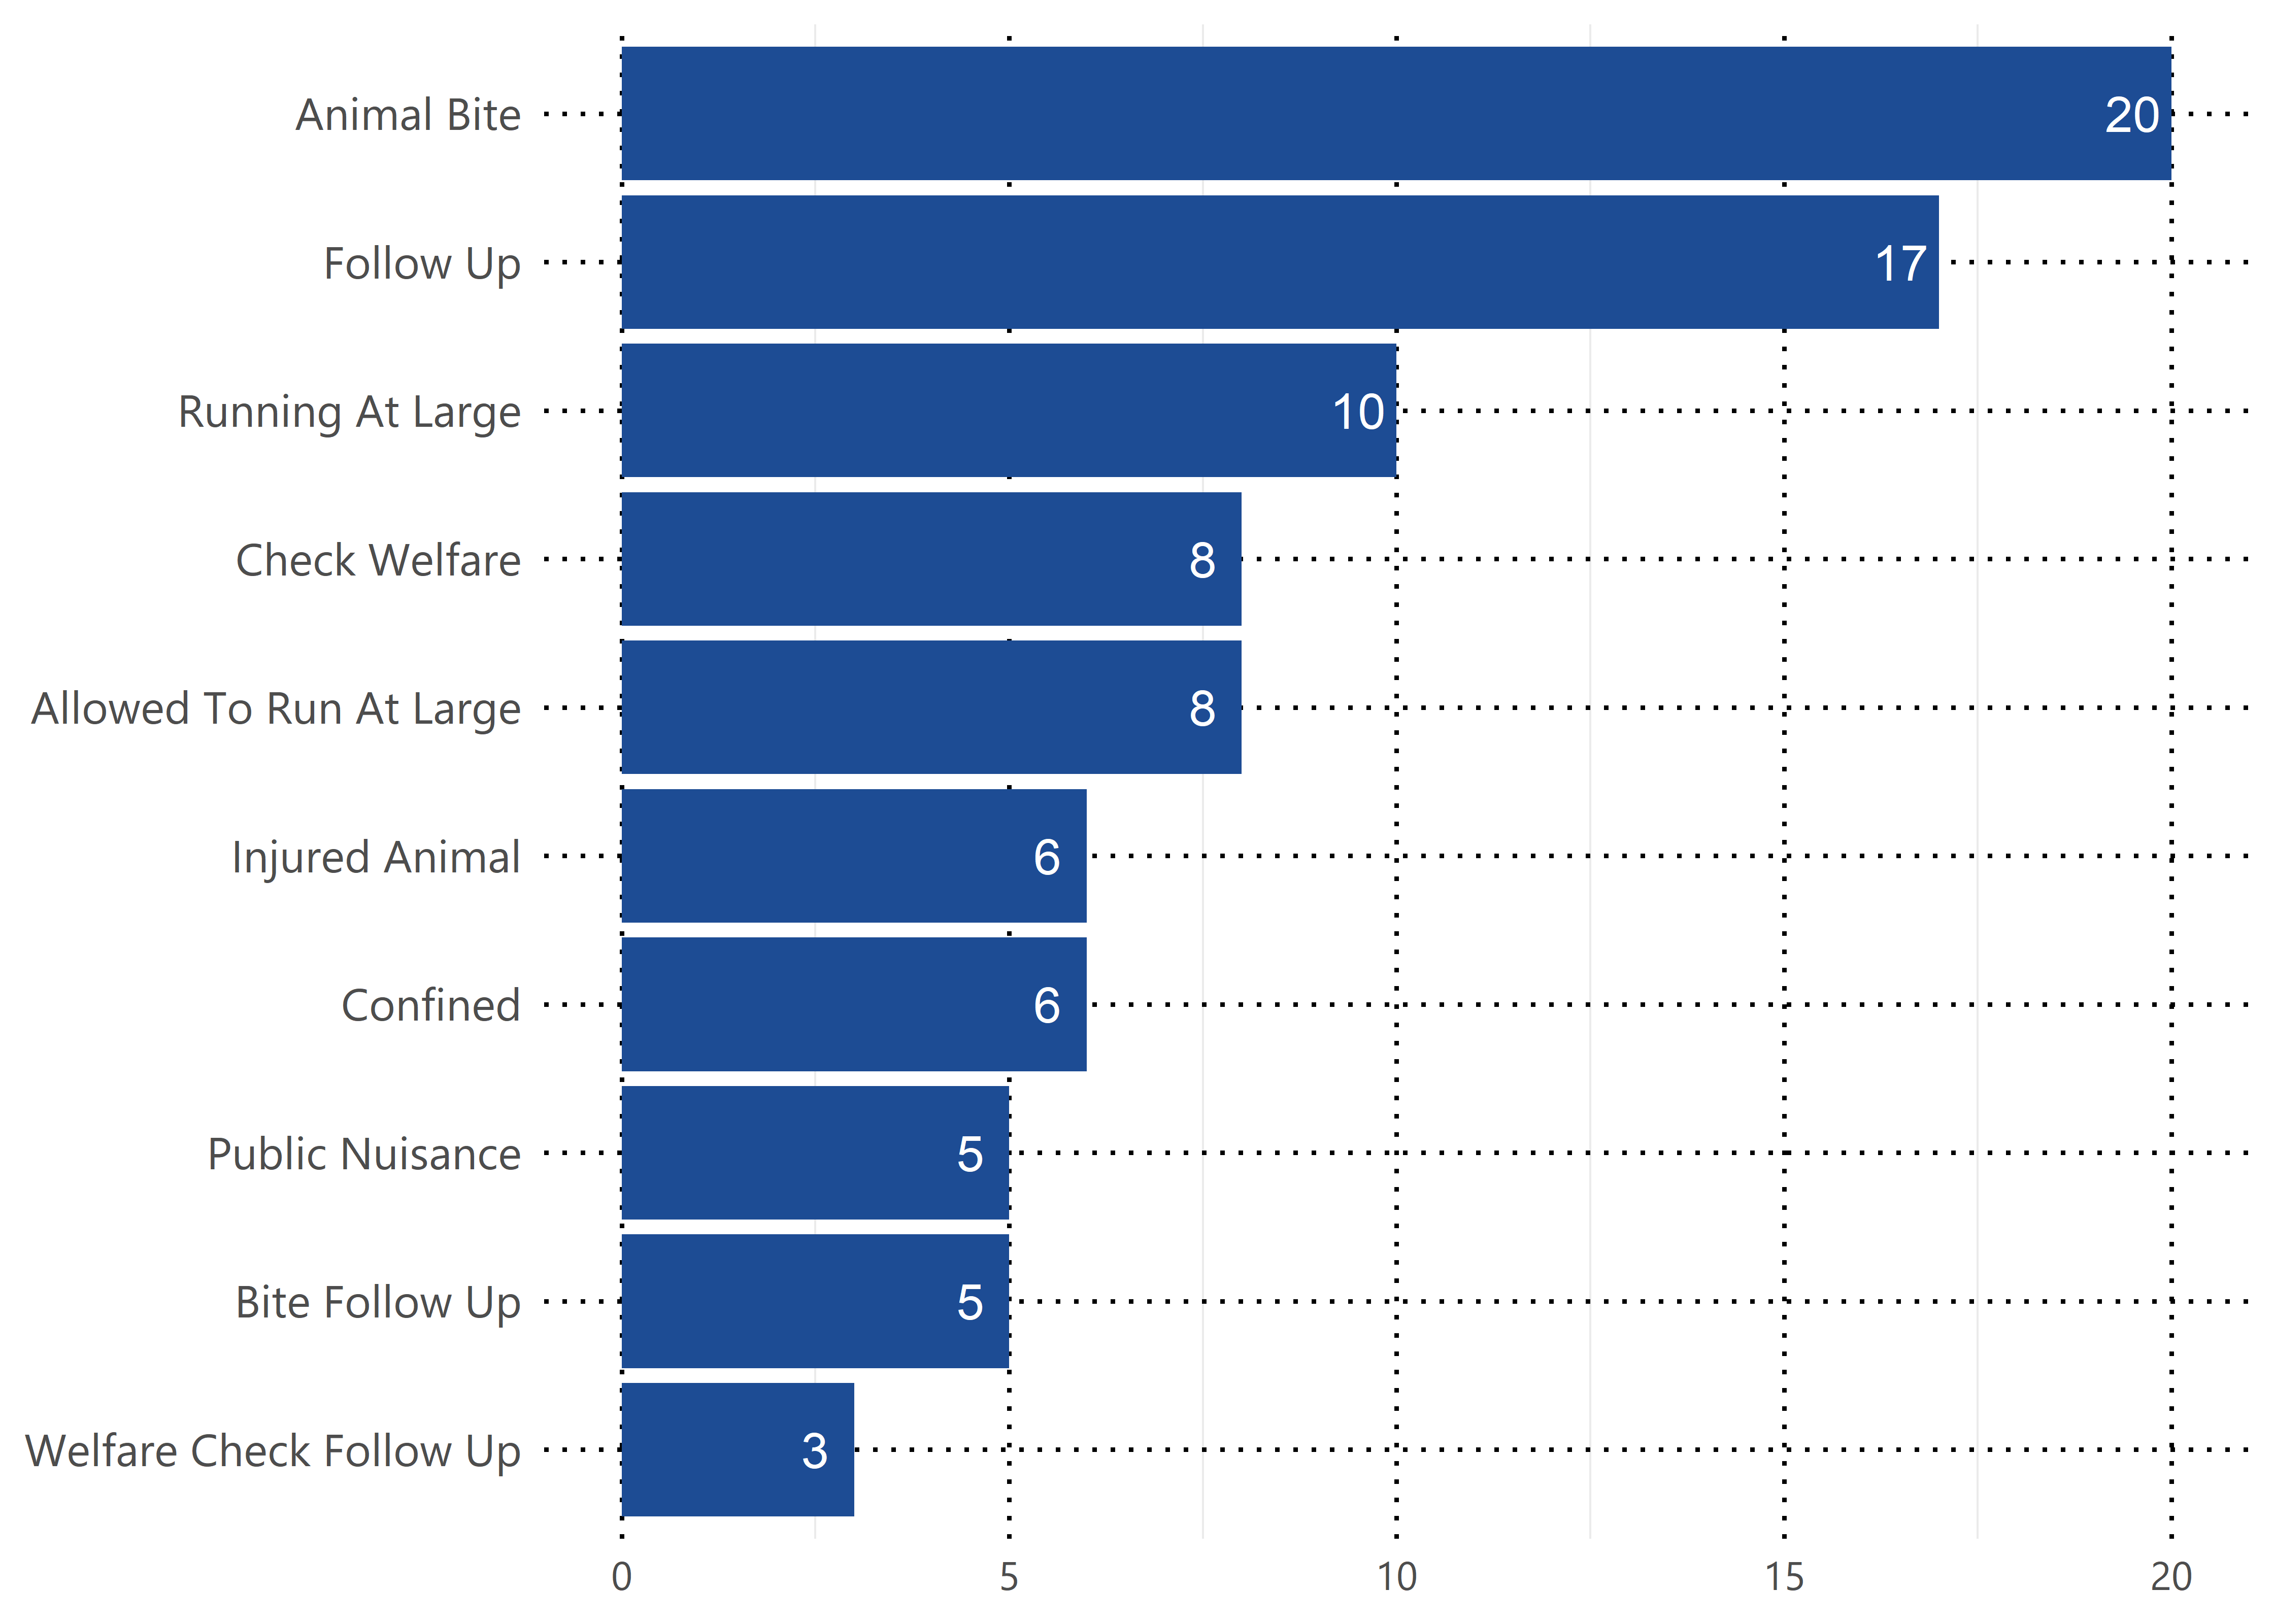 Animal Bite 20
Follow Up 17
Running At Large 10
Check Welfare 8
Allowed To Run At Large 8
Injured Animal 6
Confined 6
Public Nuisance 5
Bite Follow Up 5
Welfare Check Follow Up 3
0 5 10 15 20